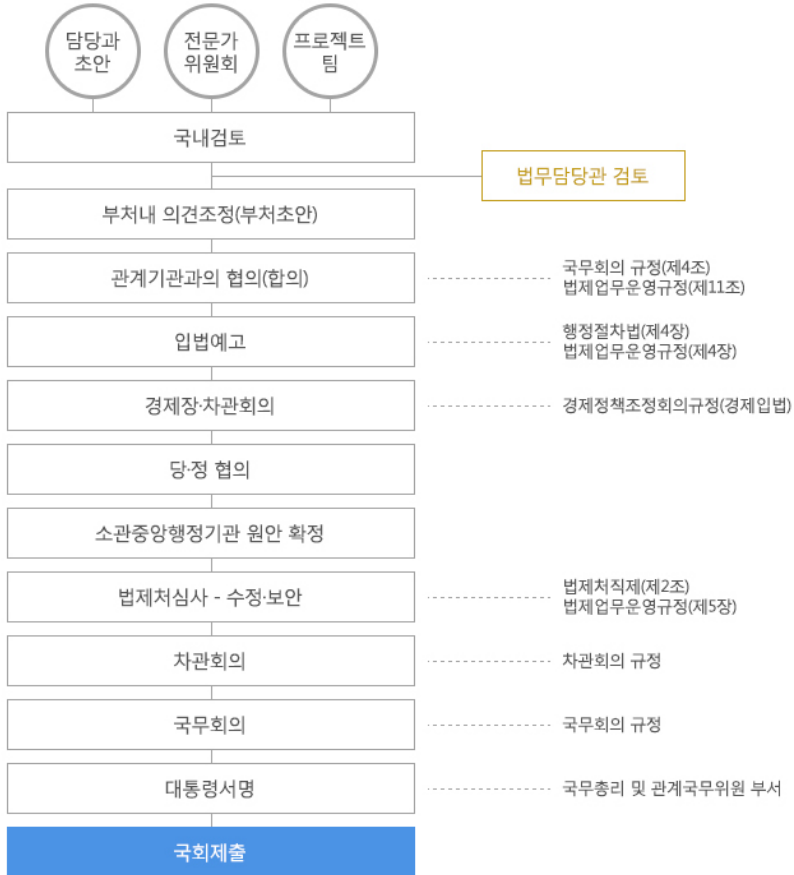 담당과
초안
전문가
위원회
프로젝트
팀
국내검토
법무담당관 검토
부처내 의견조정(부처초안)
관계기관과의 협의(합의)
국무회의 규정(제4조)
법제업무운영규정(제11조)
입법예고
행정절차법(제4장)
법제업무운영규정(제4장)
경제장·차관회의
경제정책조정회의규정(경제입법)
당·정 협의
소관중앙행정기관 원안 확정
법제처심사 - 수정·보안
법제처직제(제2조)
법제업무운영규정(제5장)
차관회의
차관회의 규정
국무회의
국무회의 규정
대통령서명
국무총리 및 관계국무위원 부서
국회제출